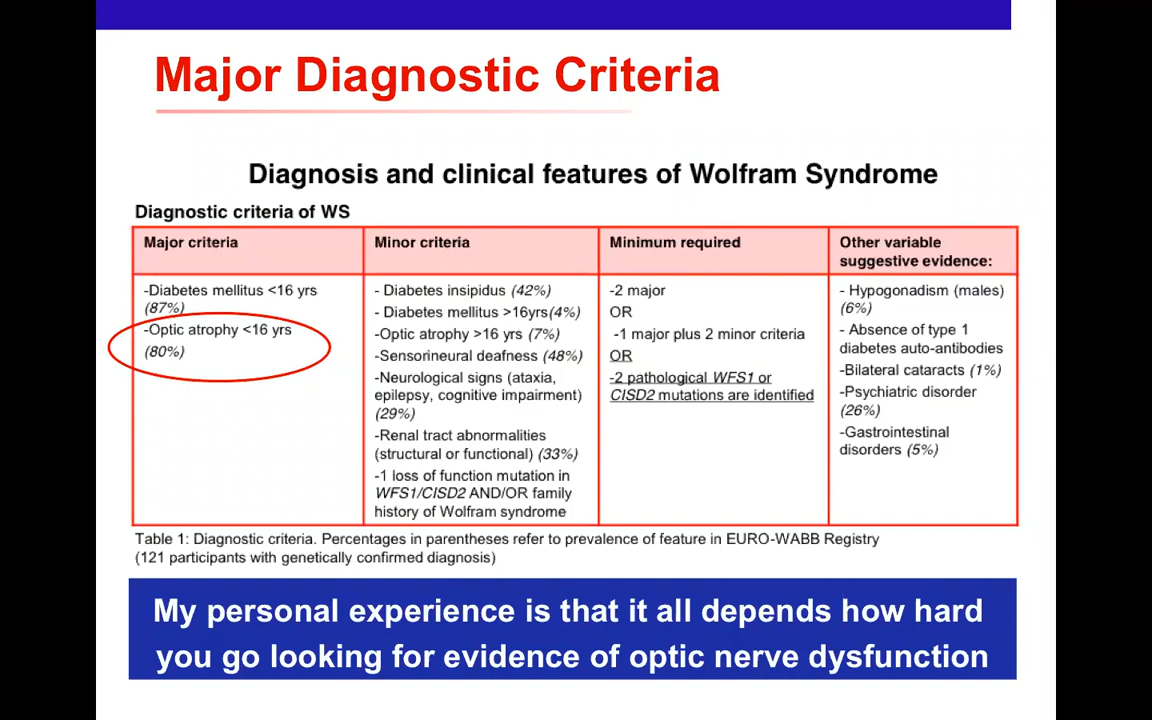 Major Diagnostic Criteria
Diagnosis and clinical features of Wolfram Syndrome
Diagnostic criteria of WS
Major criteria
-Diabetes mellitus <16 yrs
(87%)
-Optic atrophy <16 yrs
(80%)
Minor criteria
- Diabetes insipidus (42%)
- Diabetes mellitus >16yrs(4%)
-Optic atrophy >16 yrs (7%)
-Sensorineural deafness (48%)
-Neurological signs (ataxia,
epilepsy, cognitive impairment)
(29%)
-Renal tract abnormalities
(structural or functional) (33%)
-1 loss of function mutation in
WFS1/CISD2 AND/OR family
history of Wolfram syndrome
Minimum required
-2 major
OR
-1 major plus 2 minor criteria
OR
-2 pathological WFS1 or
CISD2 mutations are identified
Other variable
suggestive evidence:
- Hypogonadism (males)
(6%)
- Absence of type 1
diabetes auto-antibodies
-Bilateral cataracts (1%)
-Psychiatric disorder
(26%)
-Gastrointestinal
disorders (5%)
Table 1: Diagnostic criteria. Percentages in parentheses refer to prevalence of feature in EURO-WABB Registry
(121 participants with genetically confirmed diagnosis)
My personal experience is that it all depends how hard
you go looking for evidence of optic nerve dysfunction